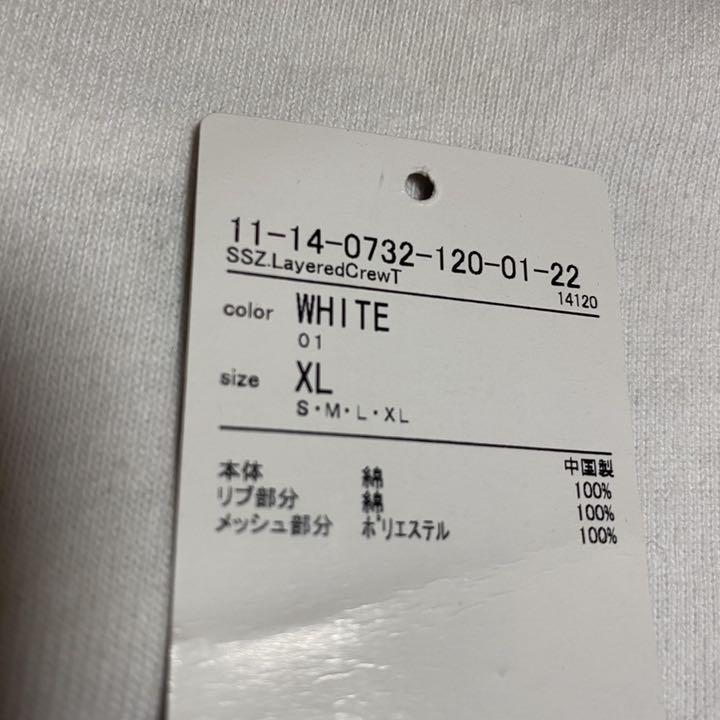 11-14-0732-120-01-22
SSZ.LayeredCrewT 14120
color WHITE
01
size XL
S・M・L・XL
中国製
本体 綿 100%
リブ部分 綿 100%
メッシュ部分 ポリエステル 100%